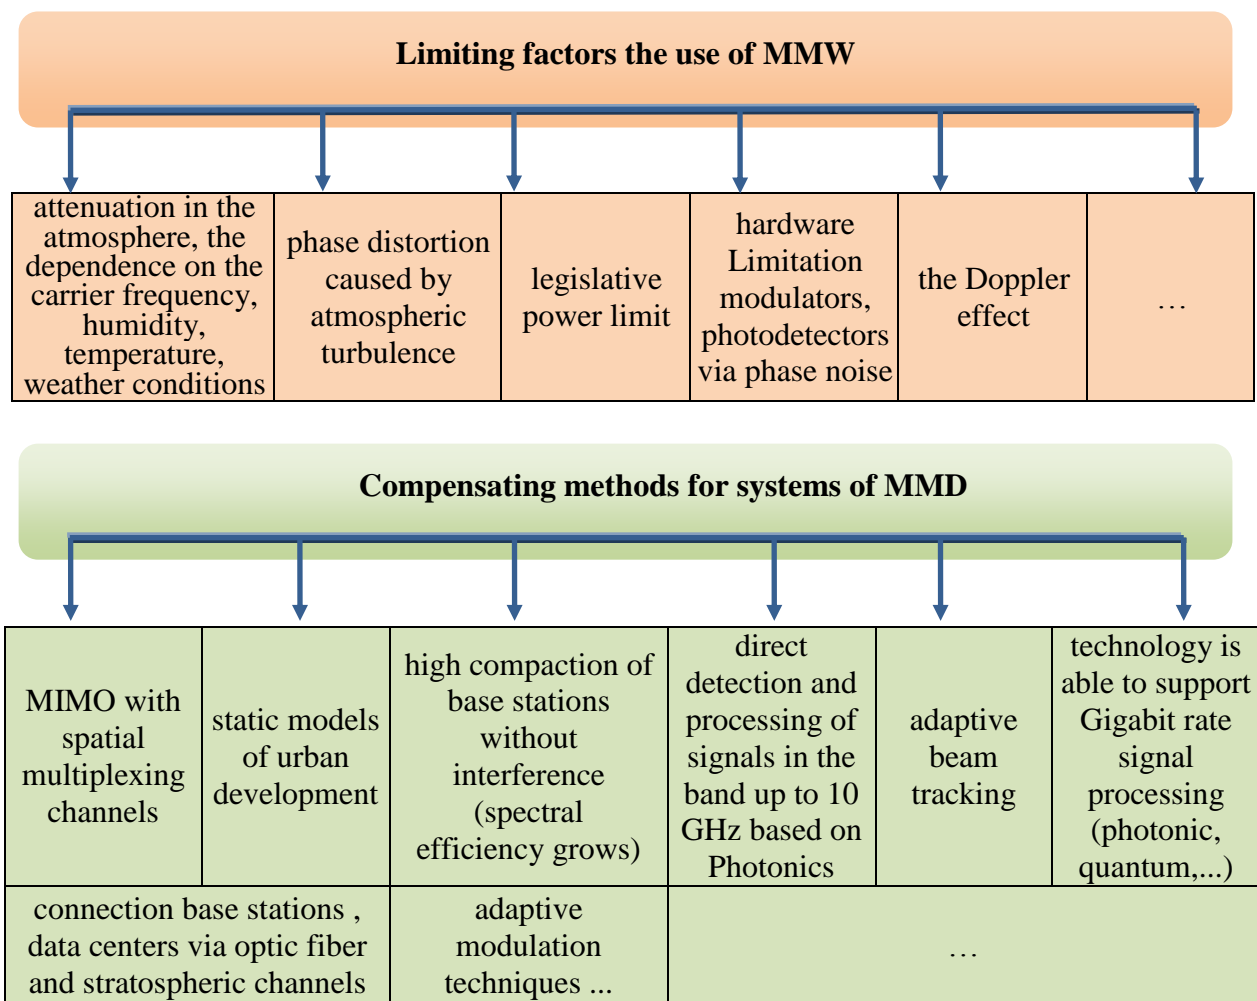 Limiting factors the use of MMW
attenuation in the
atmosphere, the
dependence on the
carrier frequency,
humidity,
temperature,
weather conditions
phase distortion
caused by
atmospheric
turbulence
legislative
power limit
hardware
Limitation
modulators,
photodetectors
via phase noise
the Doppler
effect
…
Compensating methods for systems of MMD
MIMO with
spatial
multiplexing
channels
static models
of urban
development
high compaction of
base stations
without
interference
(spectral
efficiency grows)
direct
detection and
processing of
signals in the
band up to 10
GHz based on
Photonics
adaptive
beam
tracking
technology is
able to support
Gigabit rate
signal
processing
(photonic,
quantum,...)
connection base stations ,
data centers via optic fiber
and stratospheric channels
adaptive
modulation
techniques ...
…